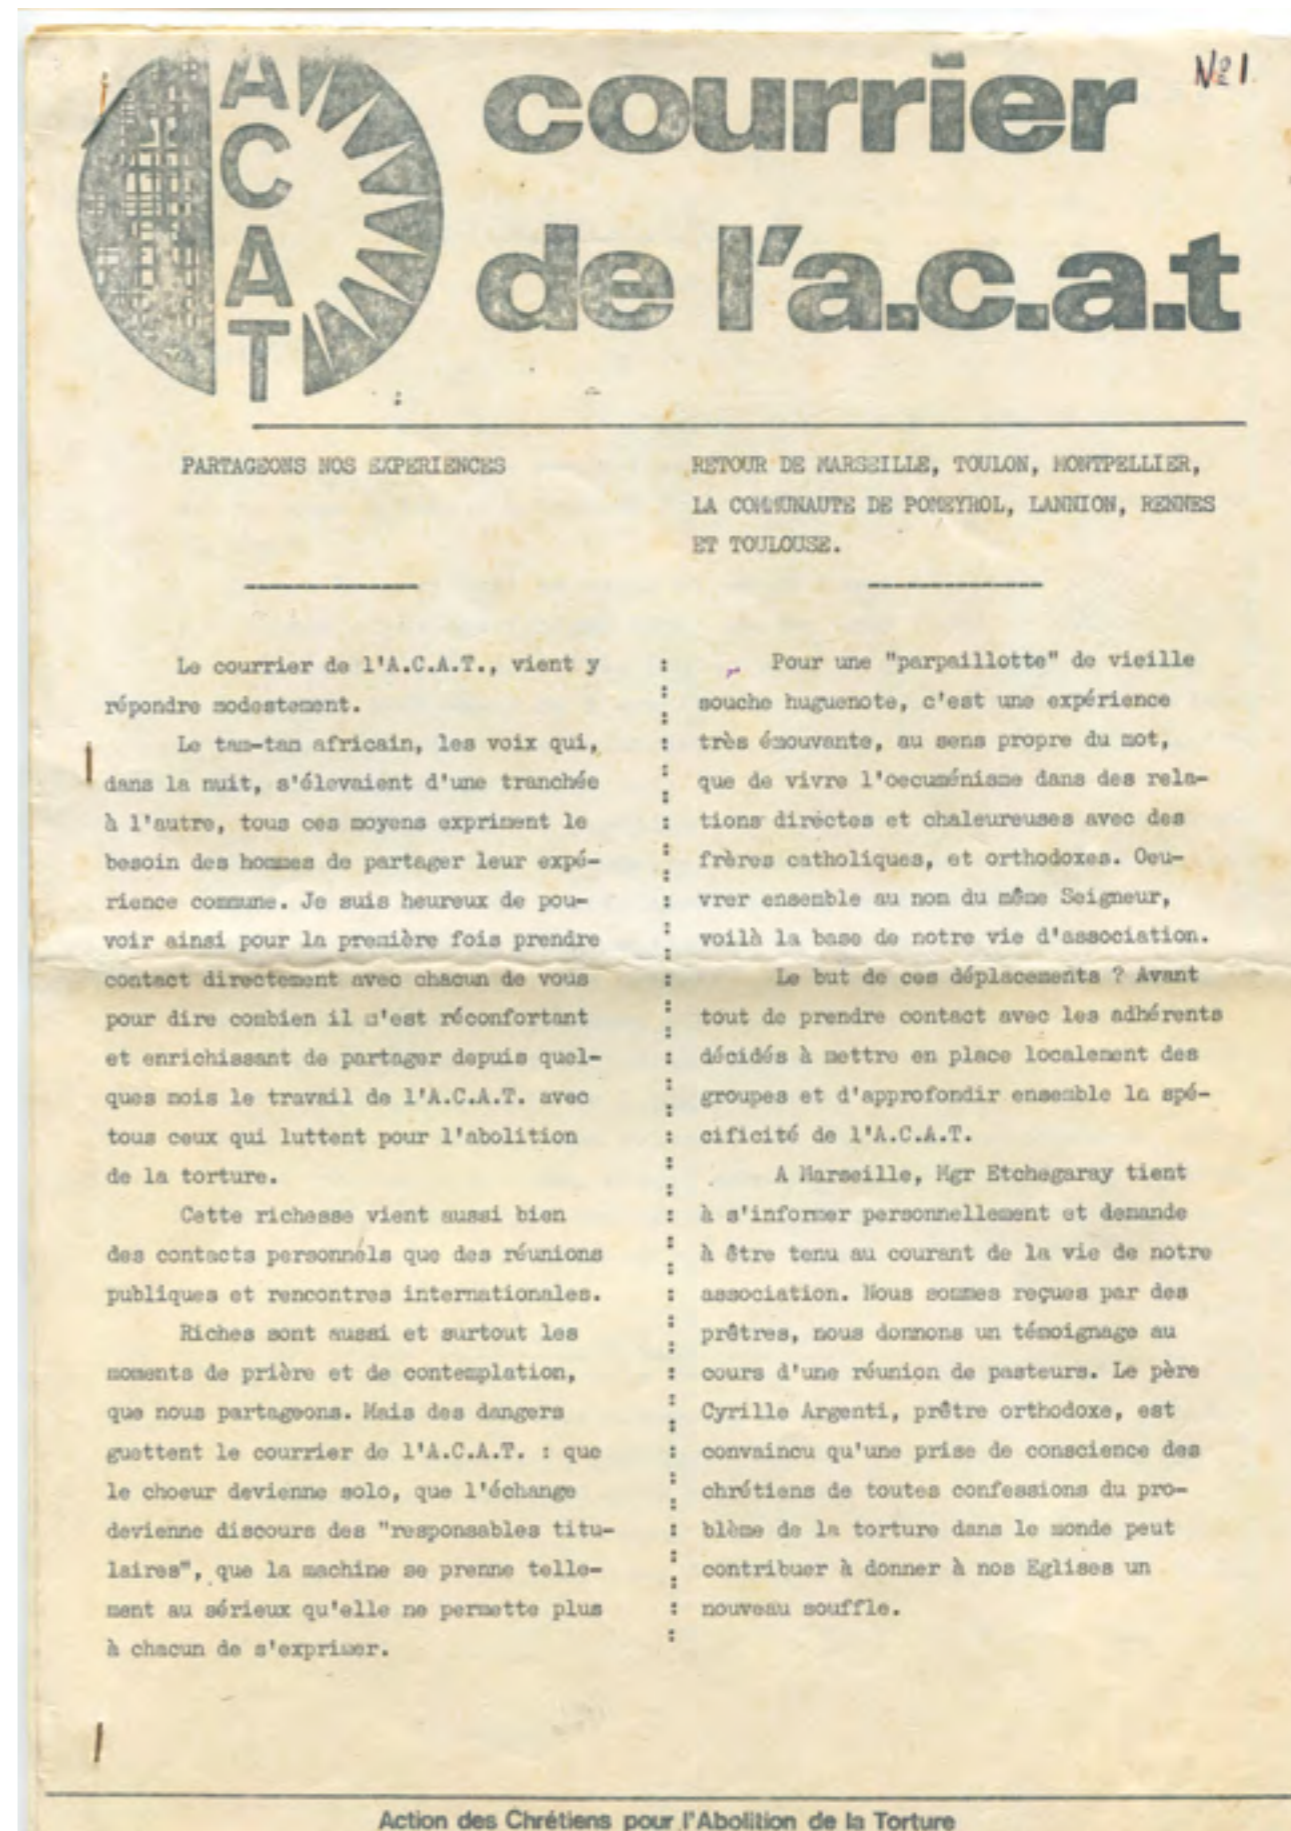 A
C
A
T
courrier
de l'a.c.a.t
Nº 1
PARTAGEONS NOS EXPERIENCES
Le courrier de l'A.C.A.T., vient y
répondre modestement.
Le tam-tam africain, les voix qui,
dans la nuit, s'élevaient d'une tranchée
à l'autre, tous ces moyens expriment le
besoin des hommes de partager leur expé-
rience commune. Je suis heureux de pou-
voir ainsi pour la première fois prendre
contact directement avec chacun de vous
pour dire combien il m'est réconfortant
et enrichissant de partager depuis quel-
ques mois le travail de l'A.C.A.T. avec
tous ceux qui luttent pour l'abolition
de la torture.
Cette richesse vient aussi bien
des contacts personnels que des réunions
publiques et rencontres internationales.
Riches sont aussi et surtout les
moments de prière et de contemplation,
que nous partageons. Mais des dangers
guettent le courrier de l'A.C.A.T. : que
le choeur devienne solo, que l'échange
devienne discours des "responsables titu-
laires", que la machine se prenne telle-
ment au sérieux qu'elle ne permette plus
à chacun de s'exprimer.
RETOUR DE MARSEILLE, TOULON, MONTPELLIER,
LA COMMUNAUTE DE POMEYROL, LANNION, RENNES
ET TOULOUSE.
Pour une "parpaillotte" de vieille
souche huguenote, c'est une expérience
très émouvante, au sens propre du mot,
que de vivre l'oecuménisme dans des rela-
tions directes et chaleureuses avec des
frères catholiques, et orthodoxes. Oeu-
vrer ensemble au nom du même Seigneur,
voilà la base de notre vie d'association.
Le but de ces déplacements ? Avant
tout de prendre contact avec les adhérents
décidés à mettre en place localement des
groupes et d'approfondir ensemble la spé-
cificité de l'A.C.A.T.
A Marseille, Mgr Etchegaray tient
à s'informer personnellement et demande
à être tenu au courant de la vie de notre
association. Nous sommes reçues par des
prêtres, nous donnons un témoignage au
cours d'une réunion de pasteurs. Le père
Cyrille Argenti, prêtre orthodoxe, est
convaincu qu'une prise de conscience des
chrétiens de toutes confessions du pro-
blème de la torture dans le monde peut
contribuer à donner à nos Eglises un
nouveau souffle.
Action des Chrétiens pour l'Abolition de la Torture